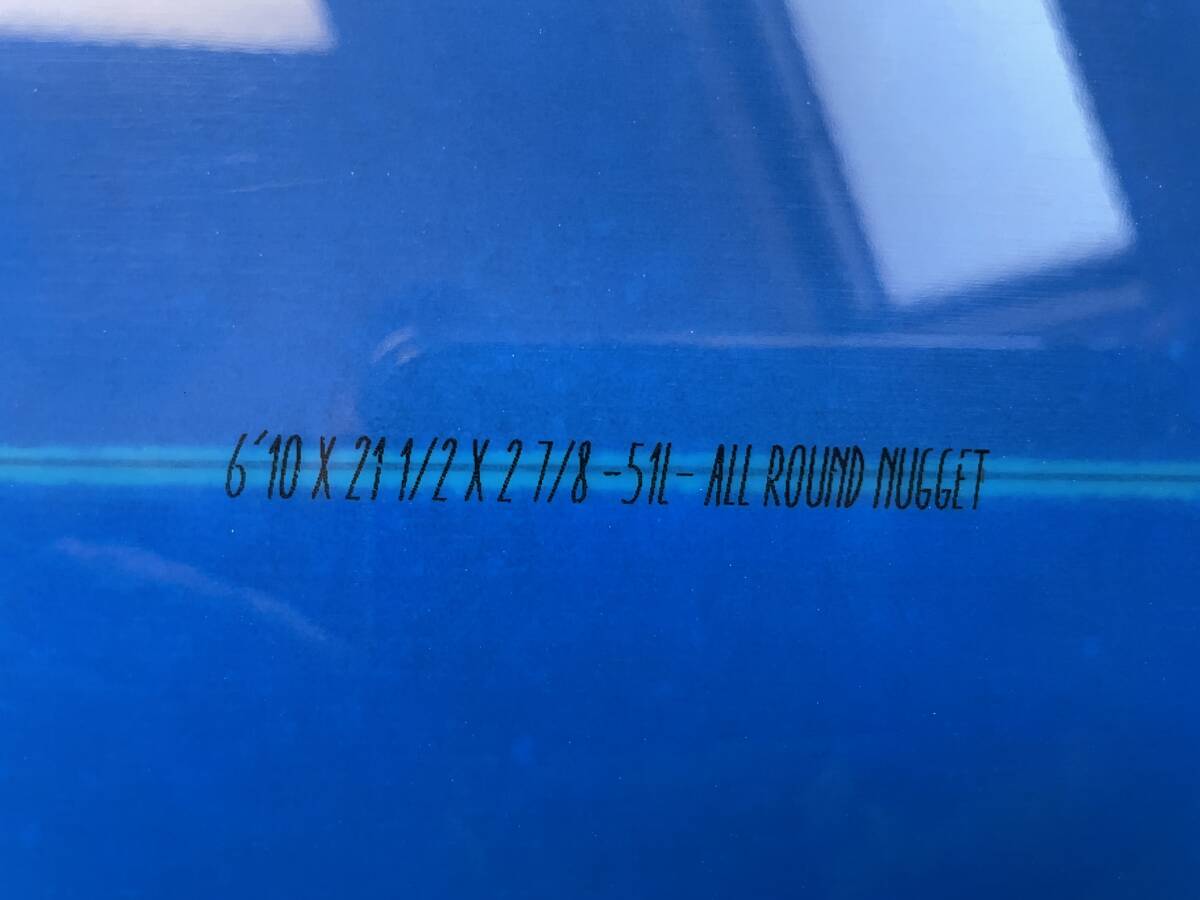 6´10 X 21 1/2 X 2 7/8 -51L- ALL ROUND NUGGET